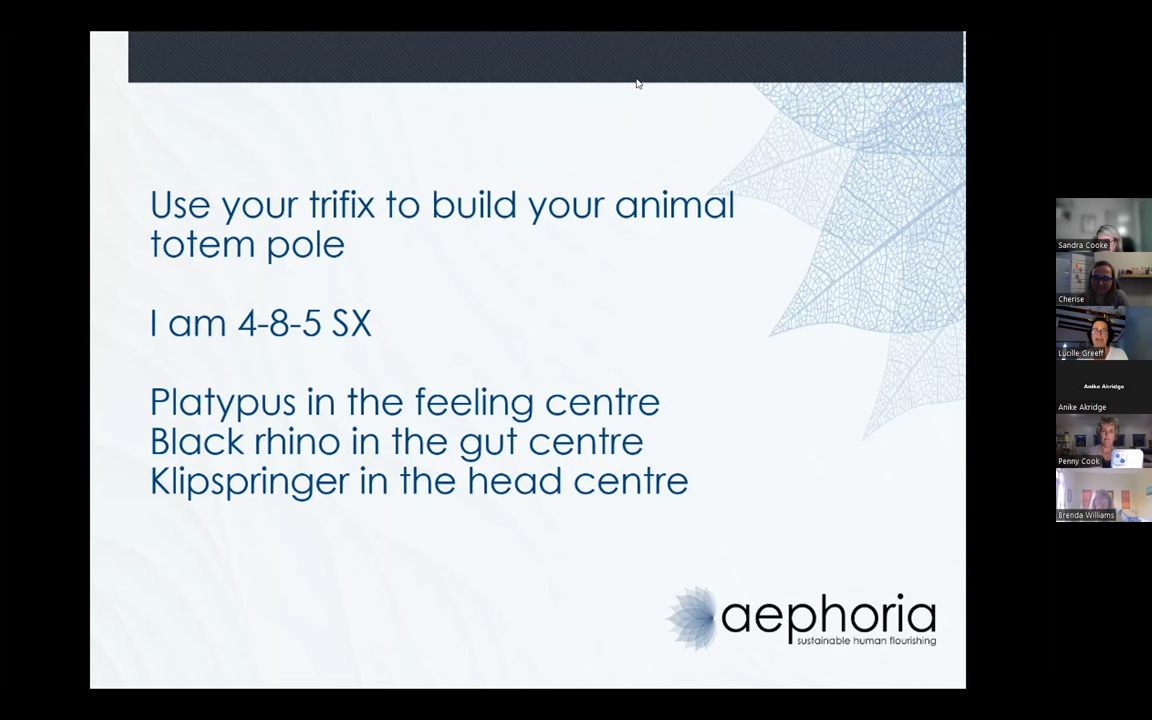 Use your trifix to build your animal
totem pole
I am 4-8-5 SX
Platypus in the feeling centre
Black rhino in the gut centre
Klipspringer in the head centre
aephoria
sustainable human flourishing
Sandra Cooke
Cherise
Lucille Greeff
Anike Akridge
Anike Akridge
Penny Cook
Brenda Williams